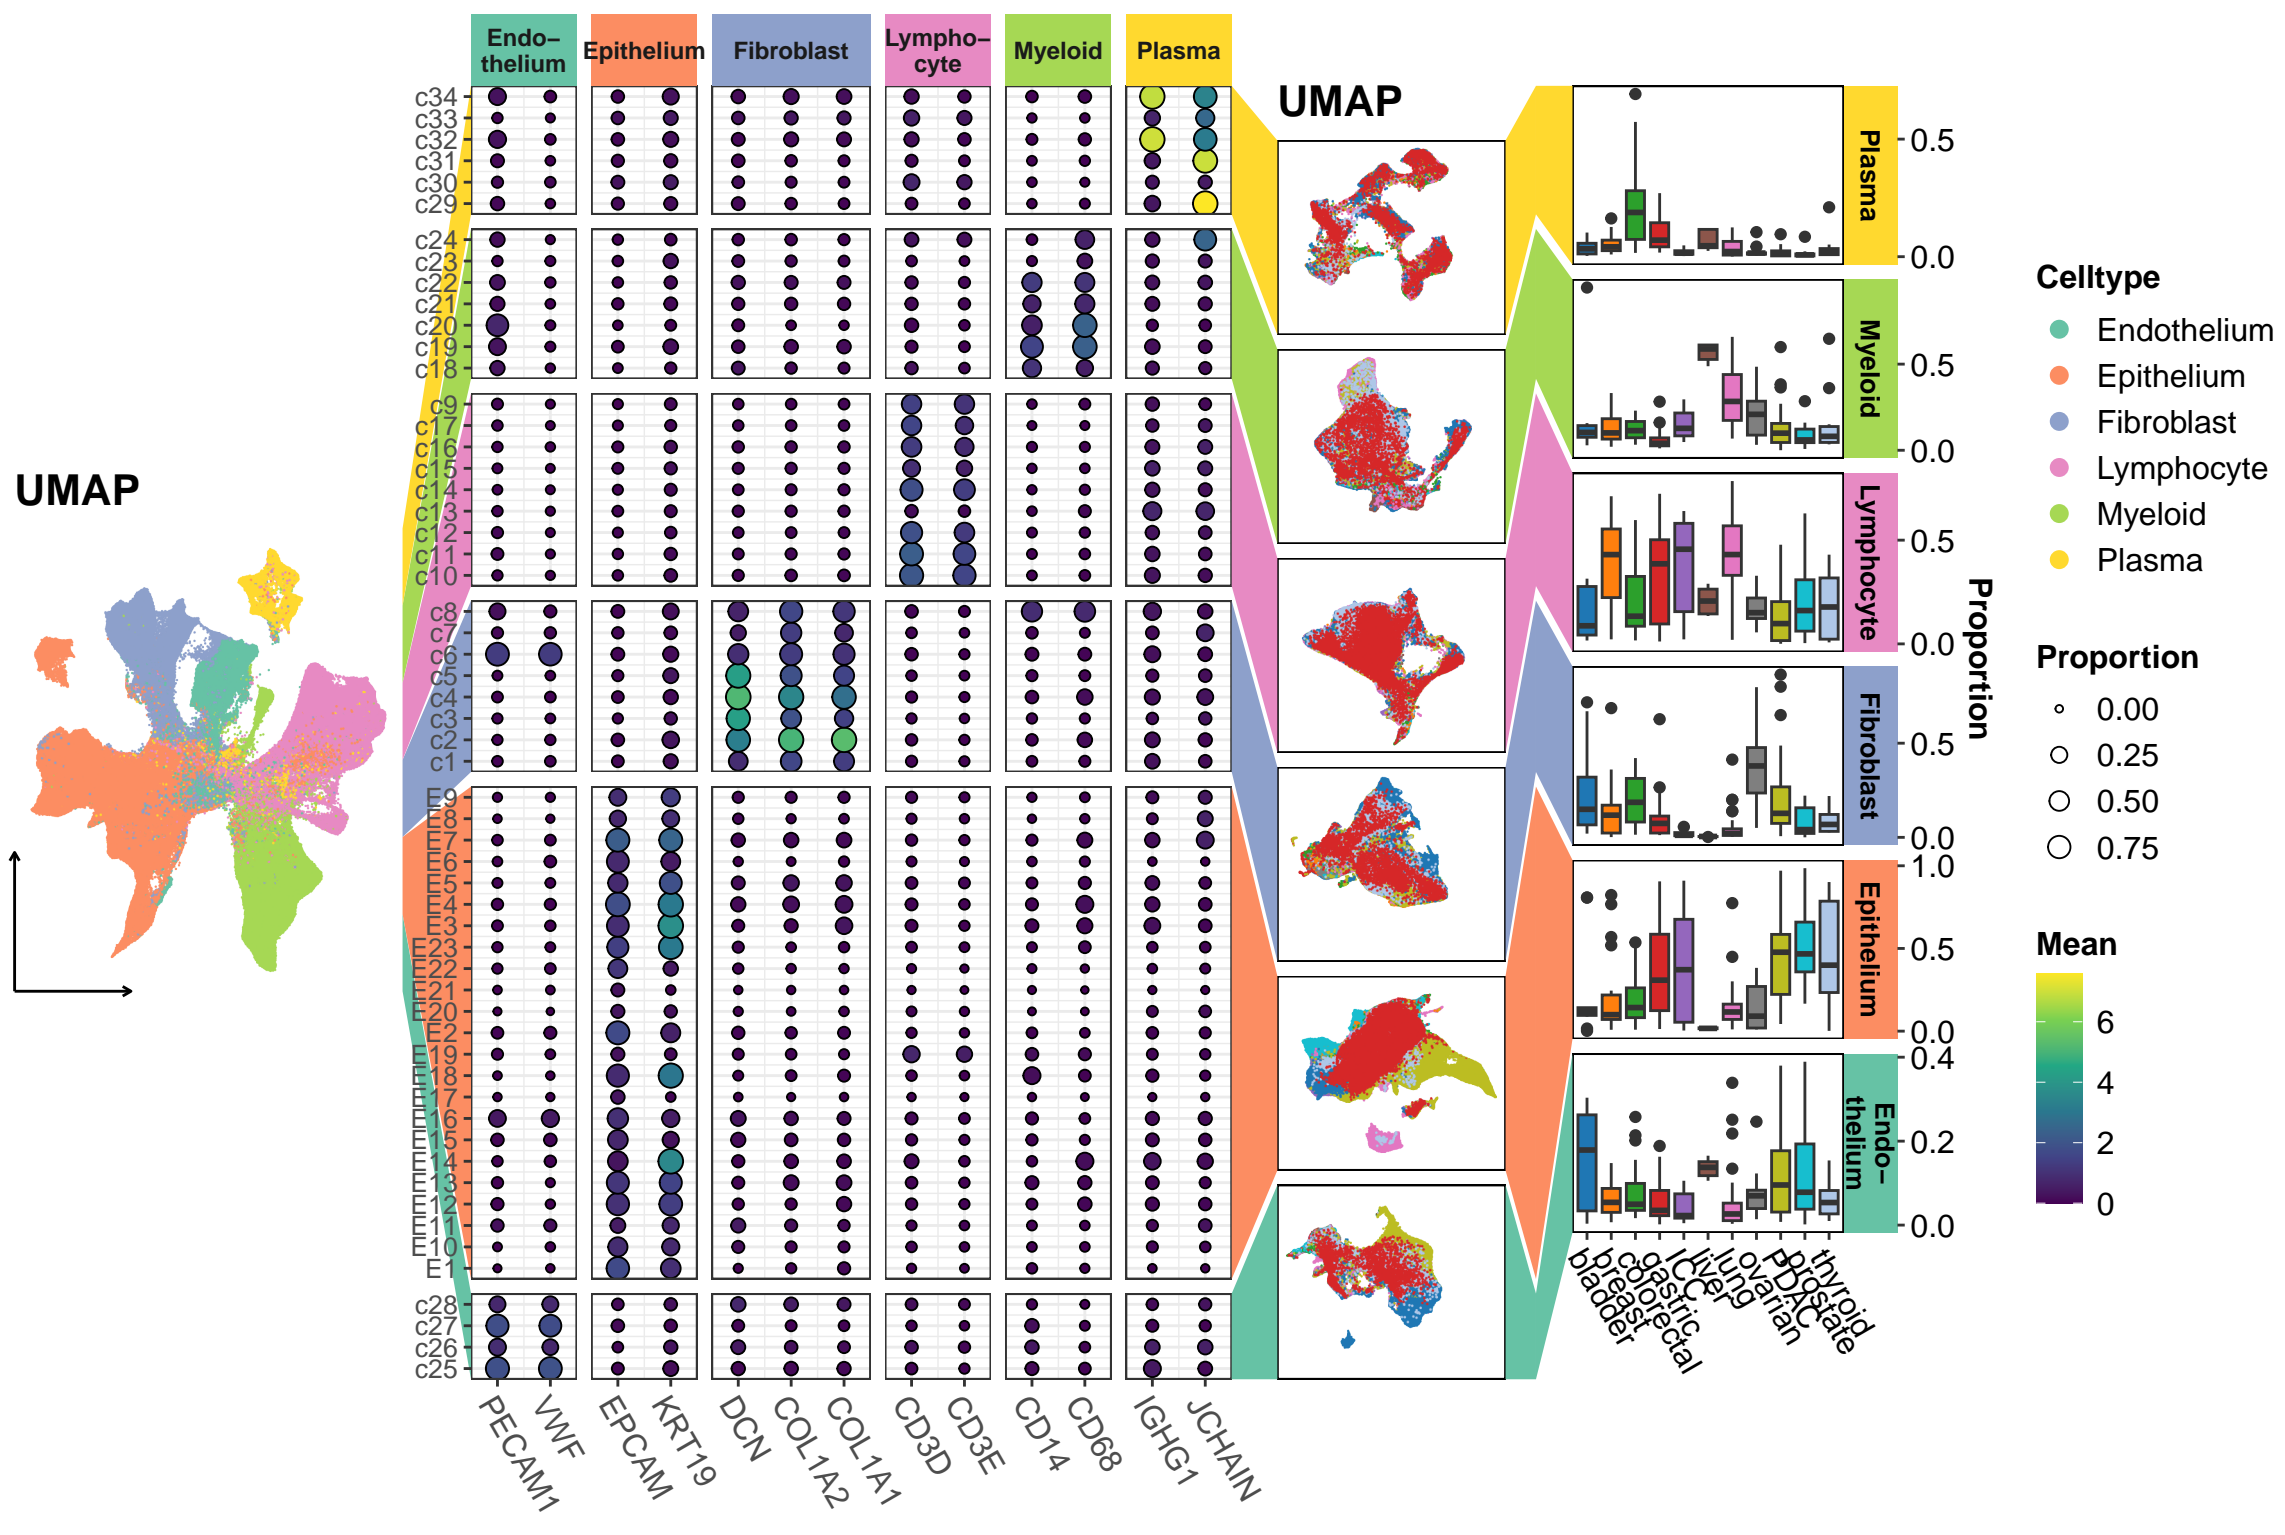 UMAP
Endo–
thelium
Epithelium
Fibroblast
Lympho–
cyte
Myeloid
Plasma
c34
c33
c32
c31
c30
c29
c24
c23
c22
c21
c20
c19
c18
c9
c17
c16
c15
c14
c13
c12
c11
c10
c8
c7
c6
c5
c4
c3
c2
c1
E9
E8
E7
E6
E5
E4
E3
E23
E22
E21
E20
E2
E19
E18
E17
E16
E15
E14
E13
E12
E11
E10
E1
c28
c27
c26
c25
PECAM1
VWF
EPCAM
KRT19
DCN
COL1A2
COL1A1
CD3D
CD3E
CD14
CD68
IGHG1
JCHAIN
UMAP
Plasma
0.5
0.0
Myeloid
0.5
0.0
Lymphocyte
0.5
0.0
Fibroblast
0.5
0.0
Epithelium
1.0
0.5
0.0
Endo–
thelium
0.4
0.2
0.0
Proportion
bladder
breast
colorectal
gastric
ICC
liver
lung
ovarian
PDAC
prostate
thyroid
Celltype
Endothelium
Epithelium
Fibroblast
Lymphocyte
Myeloid
Plasma
Proportion
0.00
0.25
0.50
0.75
Mean
6
4
2
0